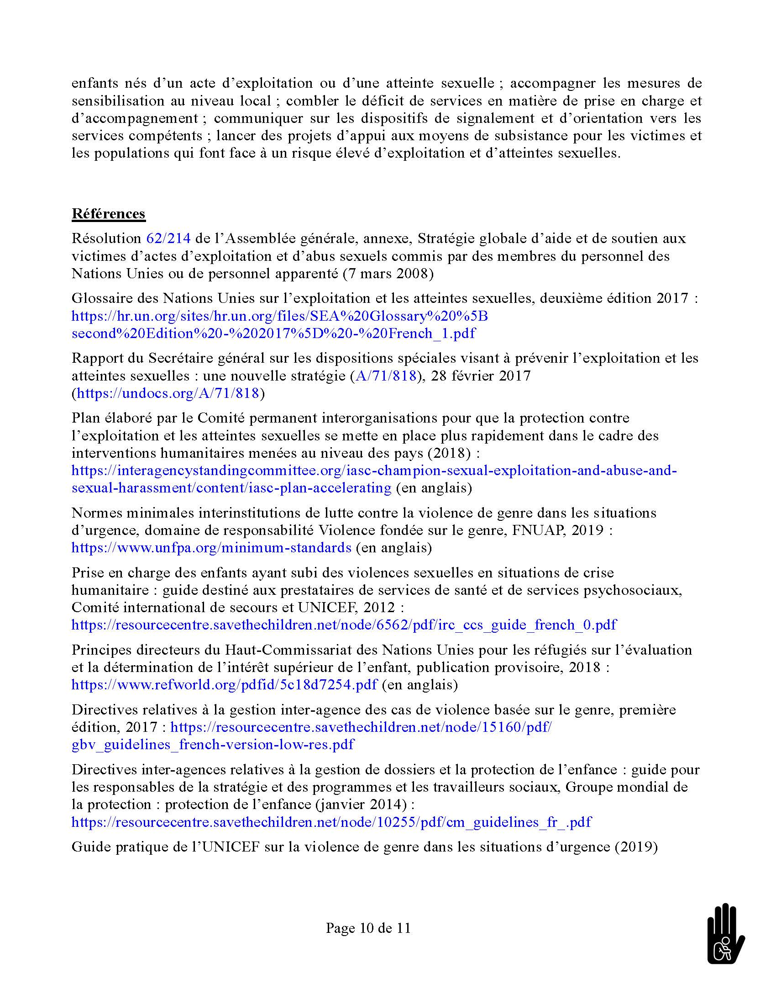 enfants nés d’un acte d’exploitation ou d’une atteinte sexuelle ; accompagner les mesures de
sensibilisation au niveau local ; combler le déficit de services en matière de prise en charge et
d’accompagnement ; communiquer sur les dispositifs de signalement et d’orientation vers les
services compétents ; lancer des projets d’appui aux moyens de subsistance pour les victimes et
les populations qui font face à un risque élevé d’exploitation et d’atteintes sexuelles.
Références
Résolution 62/214 de l’Assemblée générale, annexe, Stratégie globale d’aide et de soutien aux
victimes d’actes d’exploitation et d’abus sexuels commis par des membres du personnel des
Nations Unies ou de personnel apparenté (7 mars 2008)
Glossaire des Nations Unies sur l’exploitation et les atteintes sexuelles, deuxième édition 2017 :
https://hr.un.org/sites/hr.un.org/files/SEA%20Glossary%20%5B
second%20Edition%20-%202017%5D%20-%20French_1.pdf
Rapport du Secrétaire général sur les dispositions spéciales visant à prévenir l’exploitation et les
atteintes sexuelles : une nouvelle stratégie (A/71/818), 28 février 2017
(https://undocs.org/A/71/818)
Plan élaboré par le Comité permanent interorganisations pour que la protection contre
l’exploitation et les atteintes sexuelles se mette en place plus rapidement dans le cadre des
interventions humanitaires menées au niveau des pays (2018) :
https://interagencystandingcommittee.org/iasc-champion-sexual-exploitation-and-abuse-and-
sexual-harassment/content/iasc-plan-accelerating (en anglais)
Normes minimales interinstitutions de lutte contre la violence de genre dans les situations
d’urgence, domaine de responsabilité Violence fondée sur le genre, FNUAP, 2019 :
https://www.unfpa.org/minimum-standards (en anglais)
Prise en charge des enfants ayant subi des violences sexuelles en situations de crise
humanitaire : guide destiné aux prestataires de services de santé et de services psychosociaux,
Comité international de secours et UNICEF, 2012 :
https://resourcecentre.savethechildren.net/node/6562/pdf/irc_ccs_guide_french_0.pdf
Principes directeurs du Haut-Commissariat des Nations Unies pour les réfugiés sur l’évaluation
et la détermination de l’intérêt supérieur de l’enfant, publication provisoire, 2018 :
https://www.refworld.org/pdfid/5c18d7254.pdf (en anglais)
Directives relatives à la gestion inter-agence des cas de violence basée sur le genre, première
édition, 2017 : https://resourcecentre.savethechildren.net/node/15160/pdf/
gbv_guidelines_french-version-low-res.pdf
Directives inter-agences relatives à la gestion de dossiers et la protection de l’enfance : guide pour
les responsables de la stratégie et des programmes et les travailleurs sociaux, Groupe mondial de
la protection : protection de l’enfance (janvier 2014) :
https://resourcecentre.savethechildren.net/node/10255/pdf/cm_guidelines_fr_.pdf
Guide pratique de l’UNICEF sur la violence de genre dans les situations d’urgence (2019)
Page 10 de 11